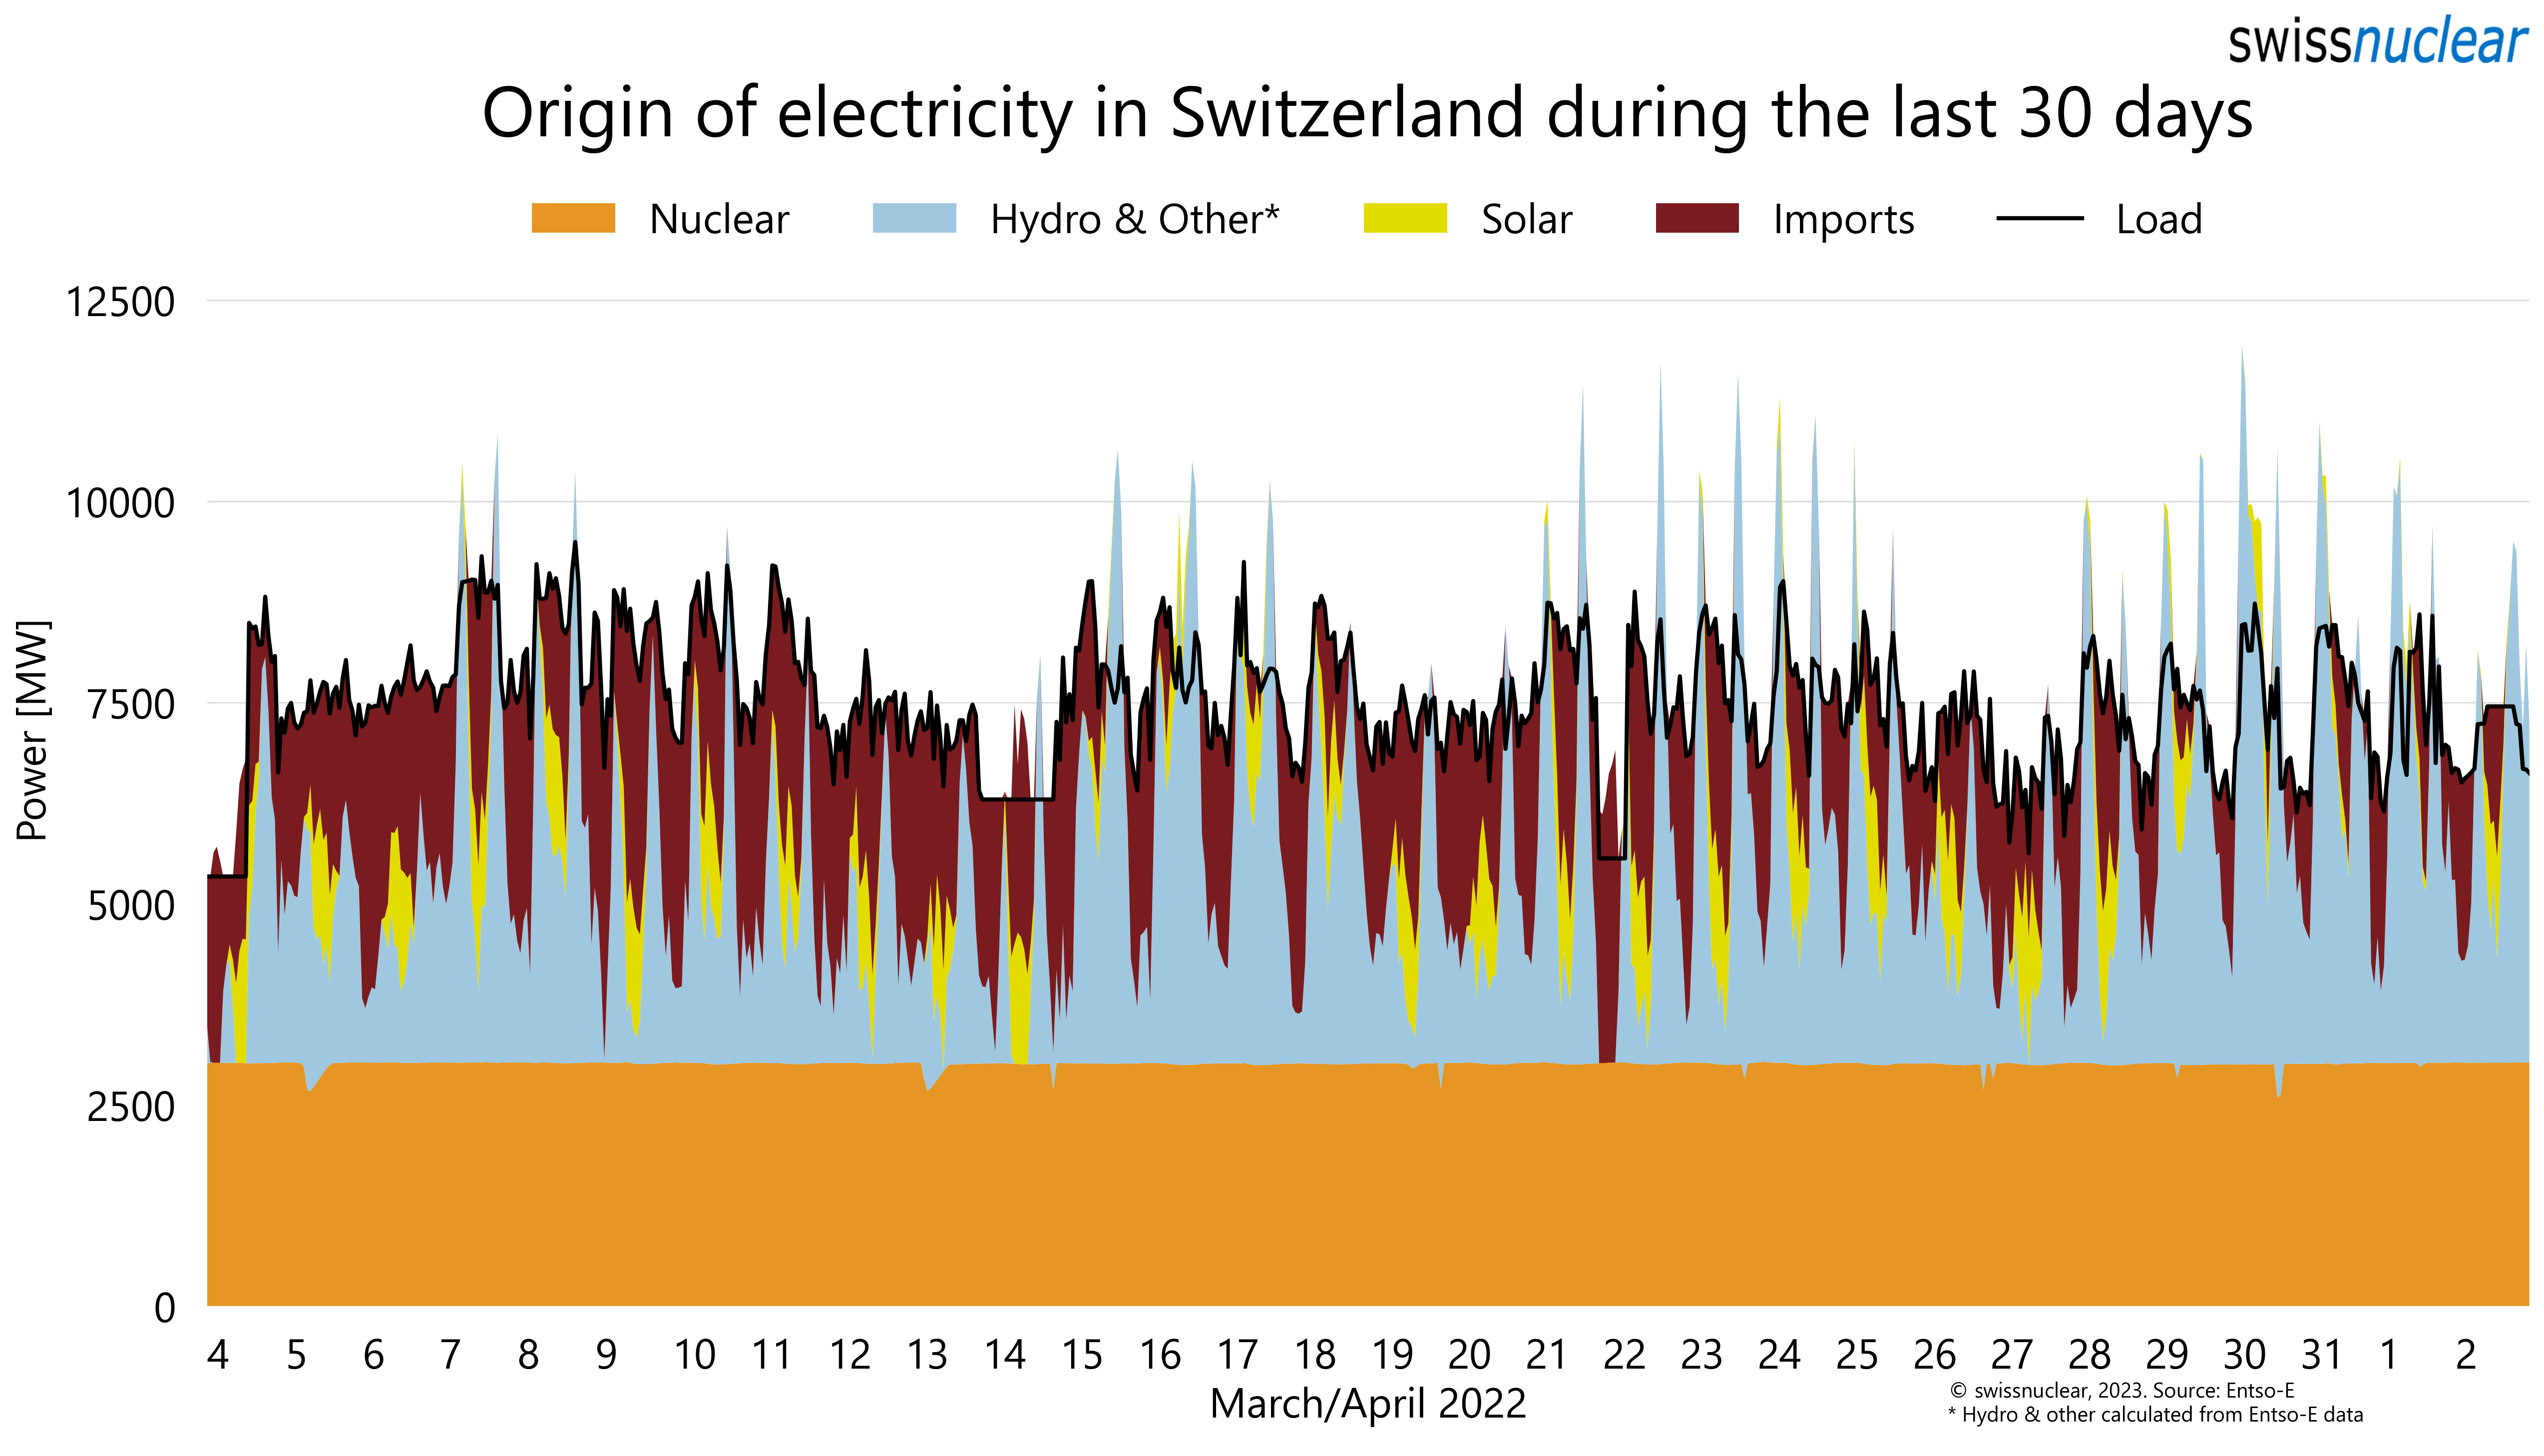 swissnuclear
Origin of electricity in Switzerland during the last 30 days
Nuclear Hydro & Other* Solar Imports Load
12500
10000
7500
5000
2500
0
Power [MW]
4 5 6 7 8 9 10 11 12 13 14 15 16 17 18 19 20 21 22 23 24 25 26 27 28 29 30 31 1 2
March/April 2022
© swissnuclear, 2023. Source: Entso-E
* Hydro & other calculated from Entso-E data